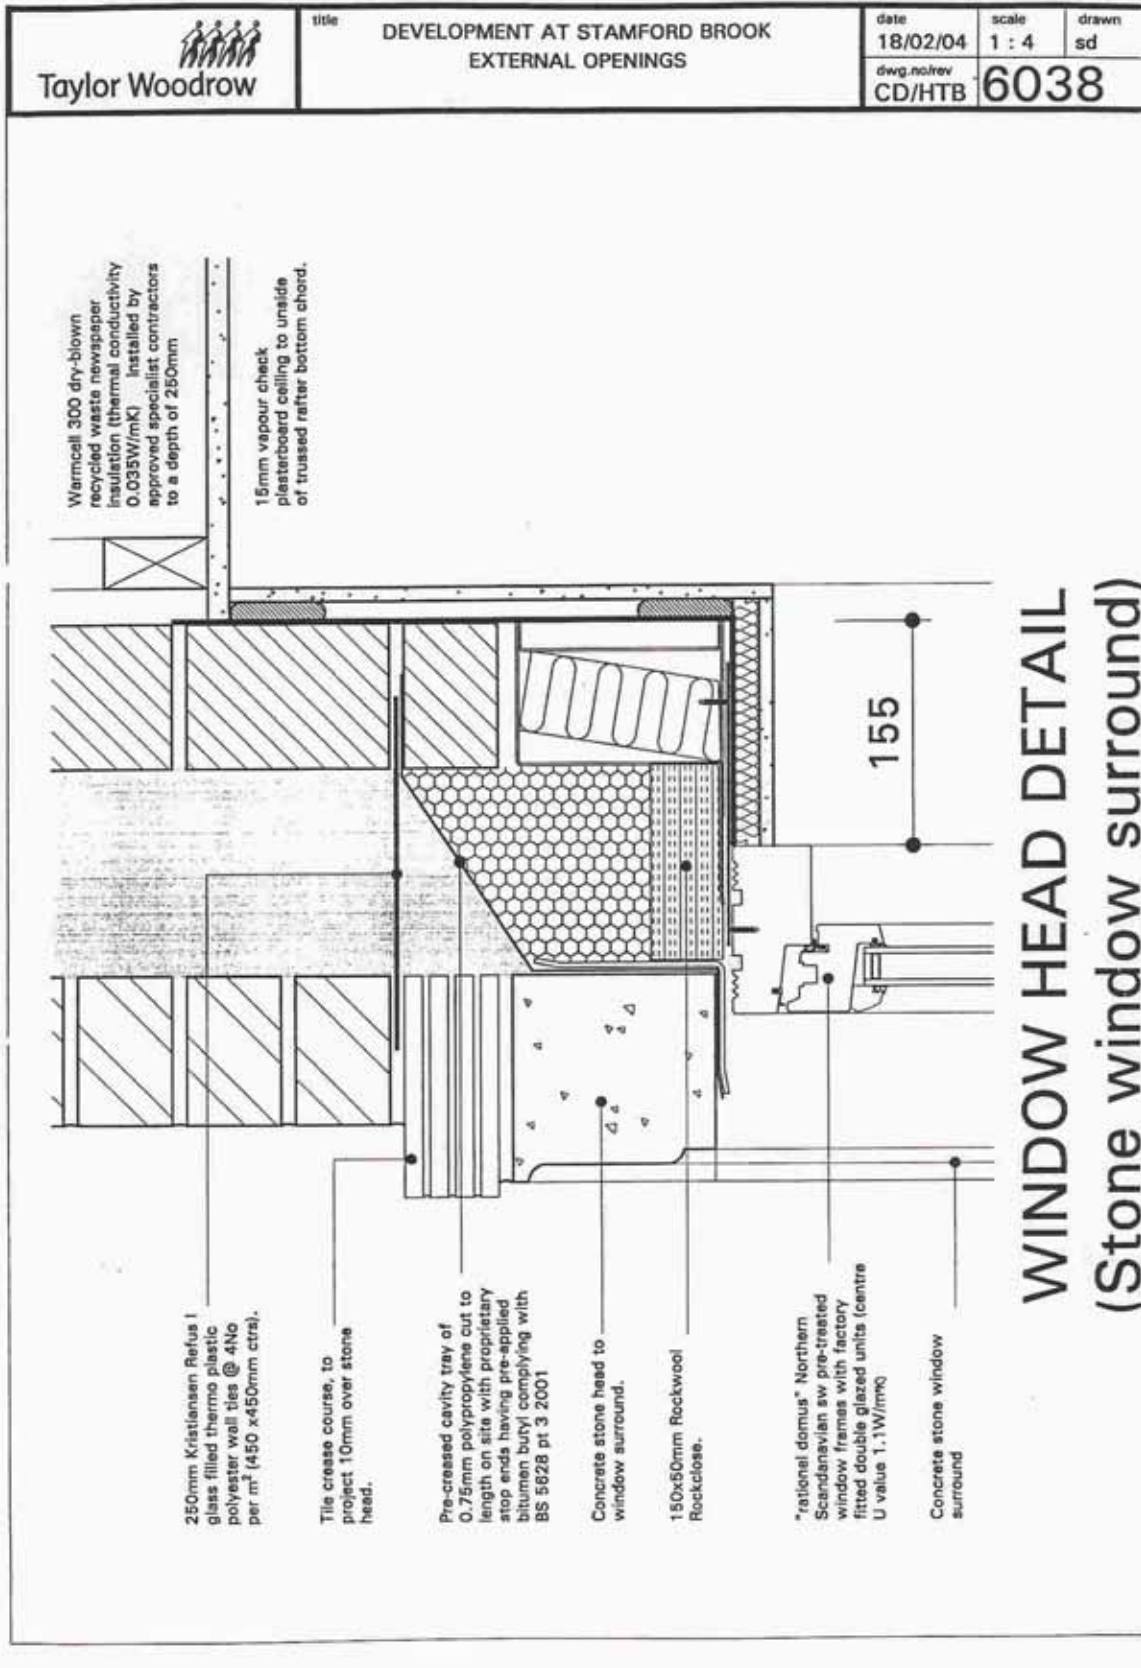 Taylor Woodrow
title
DEVELOPMENT AT STAMFORD BROOK
EXTERNAL OPENINGS
date
18/02/04
scale
1 : 4
drawn
sd
dwg.no/rev
CD/HTB
6038
Warmcell 300 dry-blown
recycled waste newspaper
insulation (thermal conductivity
0.035W/mK) Installed by
approved specialist contractors
to a depth of 250mm
15mm vapour check
plasterboard ceiling to unside
of trussed rafter bottom chord.
250mm Kristiansen Refus I
glass filled thermo plastic
polyester wall ties @ 4No
per m² (450 x450mm ctrs).
Tile crease course, to
project 10mm over stone
head.
Pre-creased cavity tray of
0.75mm polypropylene cut to
length on site with proprietary
stop ends having pre-applied
bitumen butyl complying with
BS 5628 pt 3 2001
Concrete stone head to
window surround.
150x50mm Rockwool
Rockclose.
"rationel domus" Northern
Scandanavian sw pre-treated
window frames with factory
fitted double glazed units (centre
U value 1.1W/m²K)
Concrete stone window
surround
155
WINDOW HEAD DETAIL
(Stone window surround)